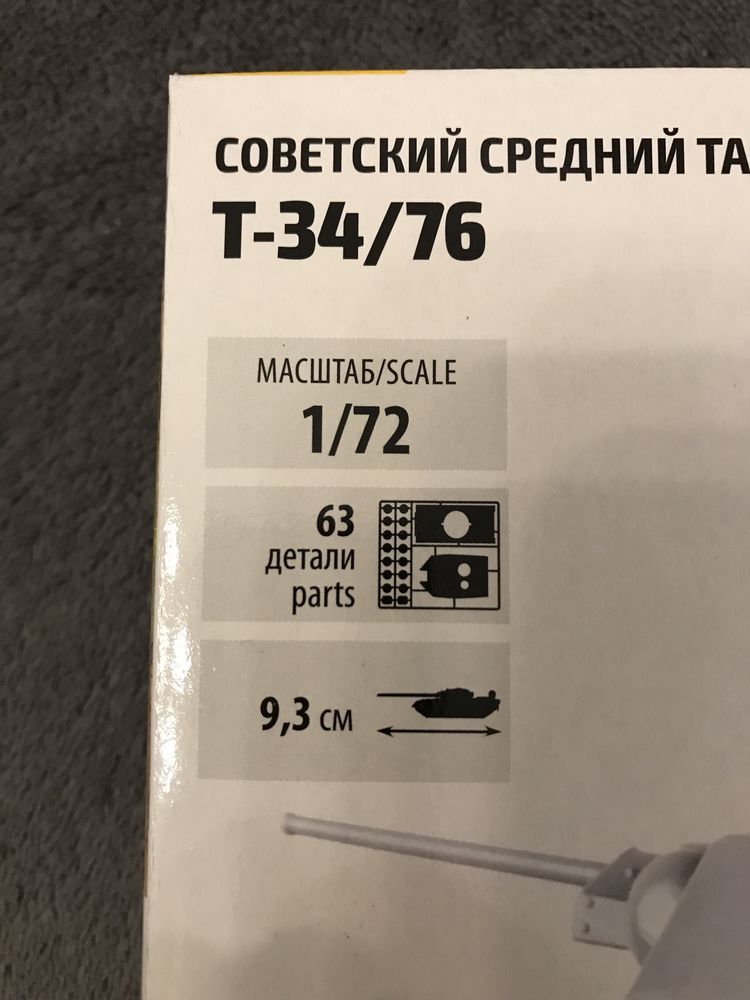 СОВЕТСКИЙ СРЕДНИЙ ТА
Т-34/76
МАСШТАБ/SCALE
1/72
63
детали
parts
9,3 см